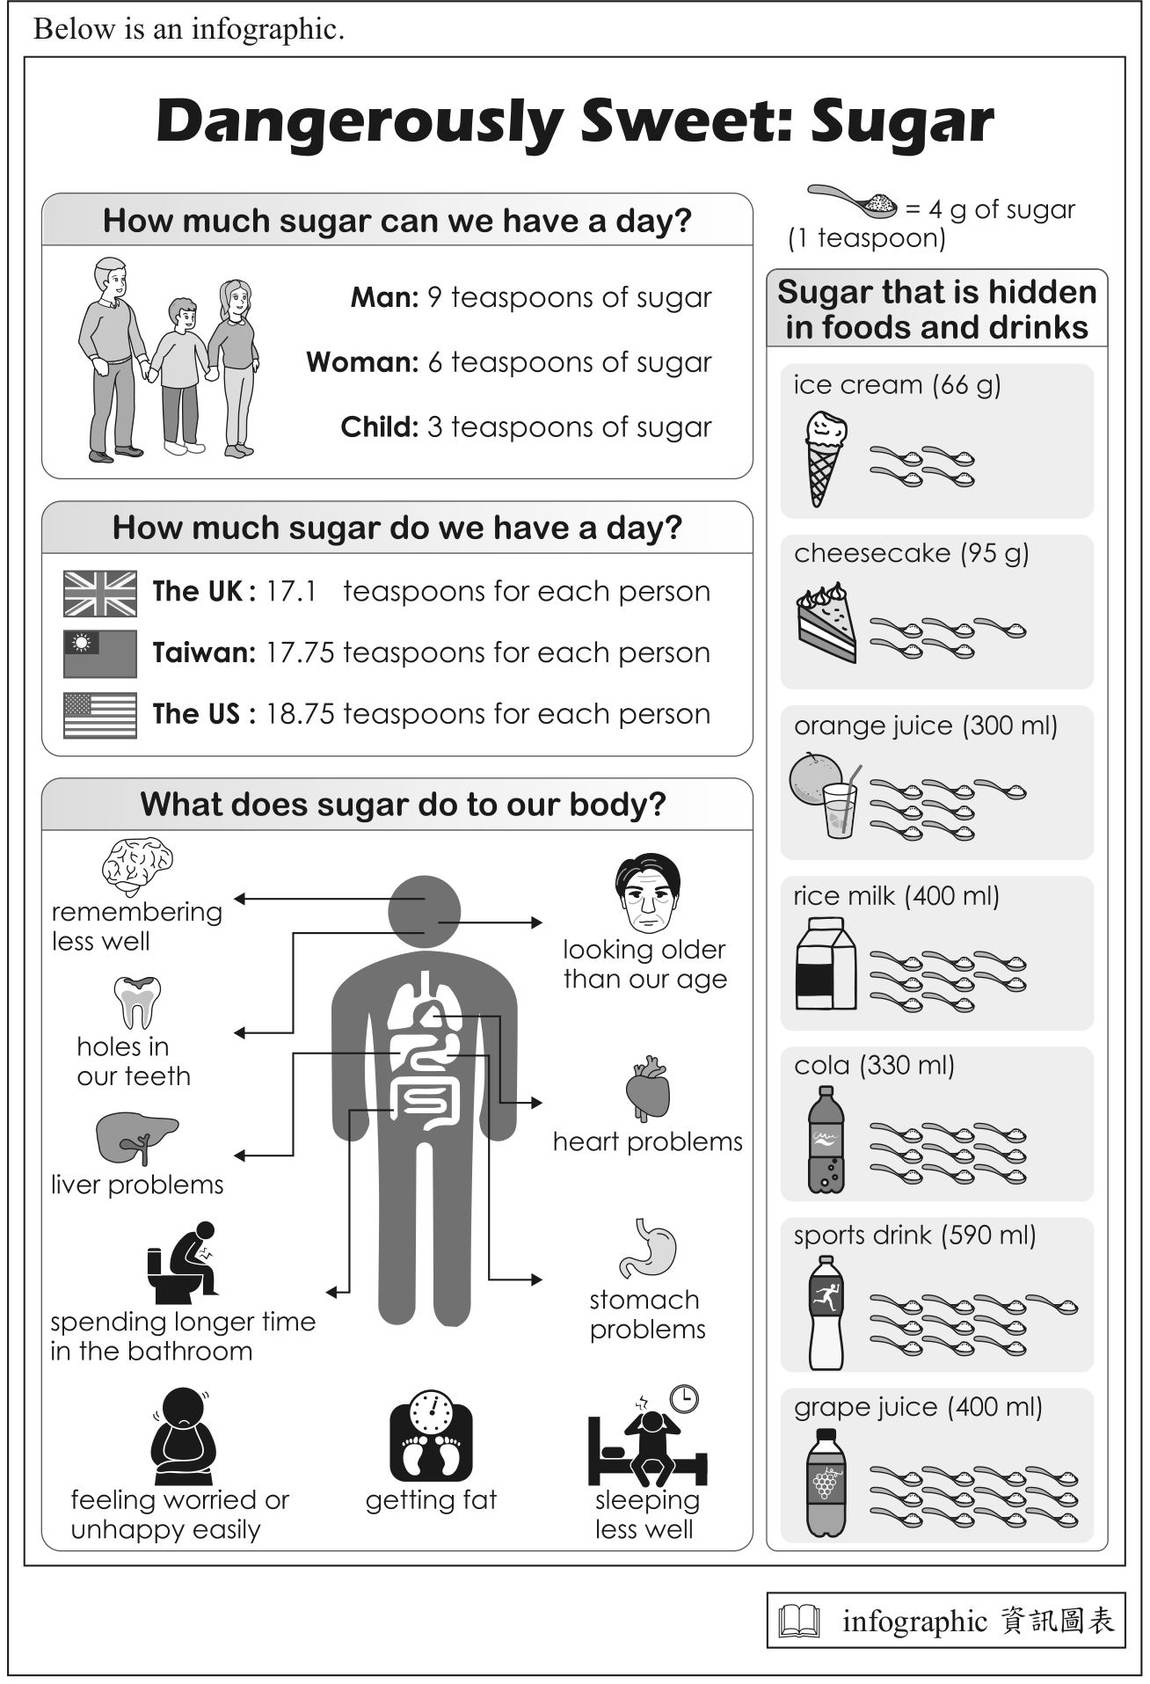 Below is an infographic.
Dangerously Sweet: Sugar
How much sugar can we have a day?
Man: 9 teaspoons of sugar
Woman: 6 teaspoons of sugar
Child: 3 teaspoons of sugar
How much sugar do we have a day?
The UK : 17.1 teaspoons for each person
Taiwan: 17.75 teaspoons for each person
The US : 18.75 teaspoons for each person
What does sugar do to our body?
remembering
less well
looking older
than our age
holes in
our teeth
heart problems
liver problems
stomach
problems
spending longer time
in the bathroom
feeling worried or
unhappy easily
getting fat
sleeping
less well
= 4 g of sugar
(1 teaspoon)
Sugar that is hidden
in foods and drinks
ice cream (66 g)
cheesecake (95 g)
orange juice (300 ml)
rice milk (400 ml)
cola (330 ml)
sports drink (590 ml)
grape juice (400 ml)
infographic 資訊圖表